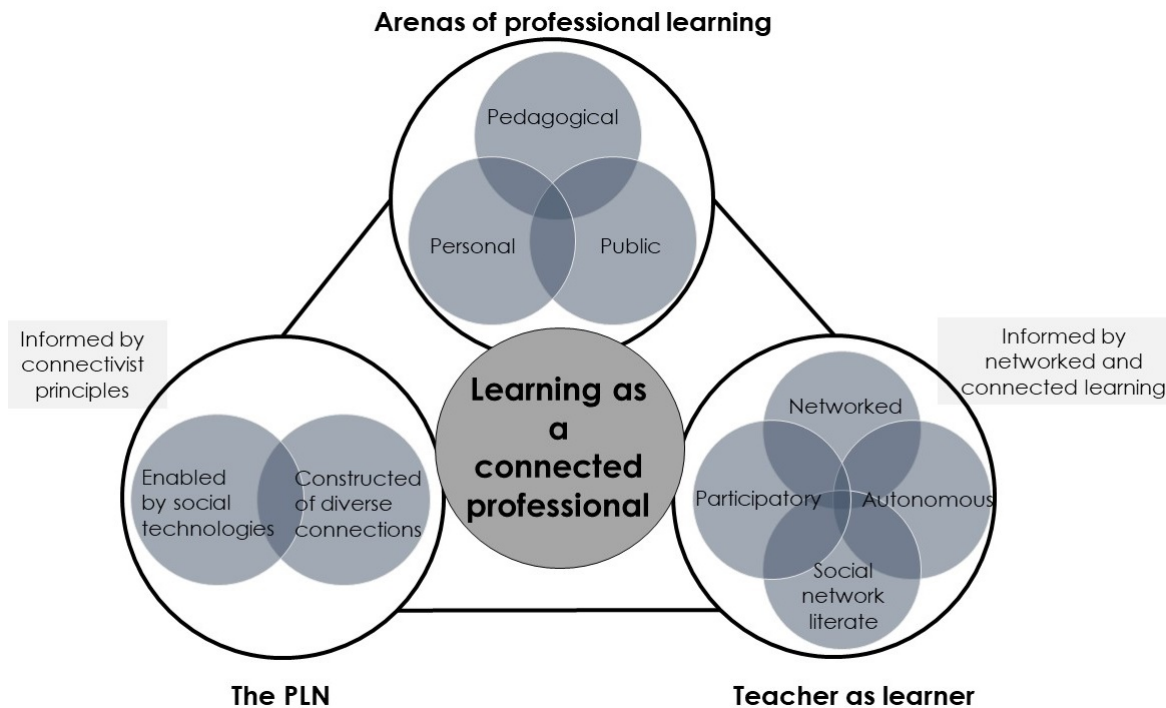 Arenas of professional learning
Pedagogical
Personal
Public
Informed by
connectivist
principles
Informed by
networked and
connected learning
Learning as
a
connected
professional
Enabled
by social
technologies
Constructed
of diverse
connections
Networked
Participatory
Autonomous
Social
network
literate
The PLN
Teacher as learner